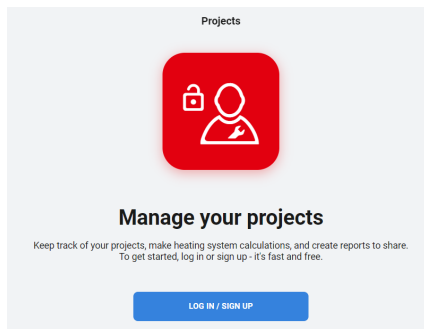 Projects
Manage your projects
Keep track of your projects, make heating system calculations, and create reports to share.
To get started, log in or sign up - it's fast and free.
LOG IN / SIGN UP